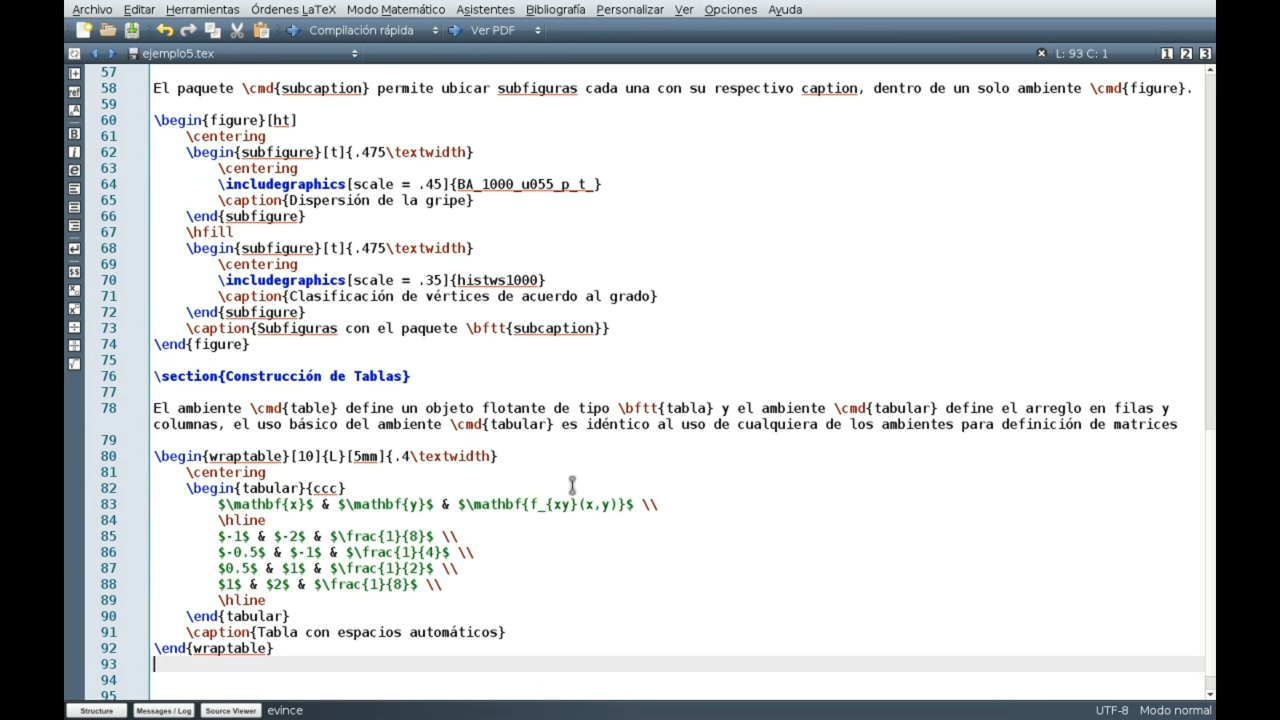 Archivo Editar Herramientas Órdenes LaTeX Modo Matemático Asistentes Bibliografía Personalizar Ver Opciones Ayuda
Compilación rápida Ver PDF
ejemplo5.tex L: 93 C: 1 1 2 3
57
58 El paquete \cmd{subcaption} permite ubicar subfiguras cada una con su respectivo caption, dentro de un solo ambiente \cmd{figure}.
59
60 \begin{figure}[ht]
61 \centering
62 \begin{subfigure}[t]{.475\textwidth}
63 \centering
64 \includegraphics[scale = .45]{BA_1000_u055_p_t_}
65 \caption{Dispersión de la gripe}
66 \end{subfigure}
67 \hfill
68 \begin{subfigure}[t]{.475\textwidth}
69 \centering
70 \includegraphics[scale = .35]{histws1000}
71 \caption{Clasificación de vértices de acuerdo al grado}
72 \end{subfigure}
73 \caption{Subfiguras con el paquete \bftt{subcaption}}
74 \end{figure}
75
76 \section{Construcción de Tablas}
77
78 El ambiente \cmd{table} define un objeto flotante de tipo \bftt{tabla} y el ambiente \cmd{tabular} define el arreglo en filas y
columnas, el uso básico del ambiente \cmd{tabular} es idéntico al uso de cualquiera de los ambientes para definición de matrices
79
80 \begin{wraptable}[10]{L}[5mm]{.4\textwidth}
81 \centering
82 \begin{tabular}{ccc}
83 $\mathbf{x}$ & $\mathbf{y}$ & $\mathbf{f_{xy}(x,y)}$ \\
84 \hline
85 $-1$ & $-2$ & $\frac{1}{8}$ \\
86 $-0.5$ & $-1$ & $\frac{1}{4}$ \\
87 $0.5$ & $1$ & $\frac{1}{2}$ \\
88 $1$ & $2$ & $\frac{1}{8}$ \\
89 \hline
90 \end{tabular}
91 \caption{Tabla con espacios automáticos}
92 \end{wraptable}
93
94
95
Structure Messages / Log Source Viewer evince UTF-8 Modo normal